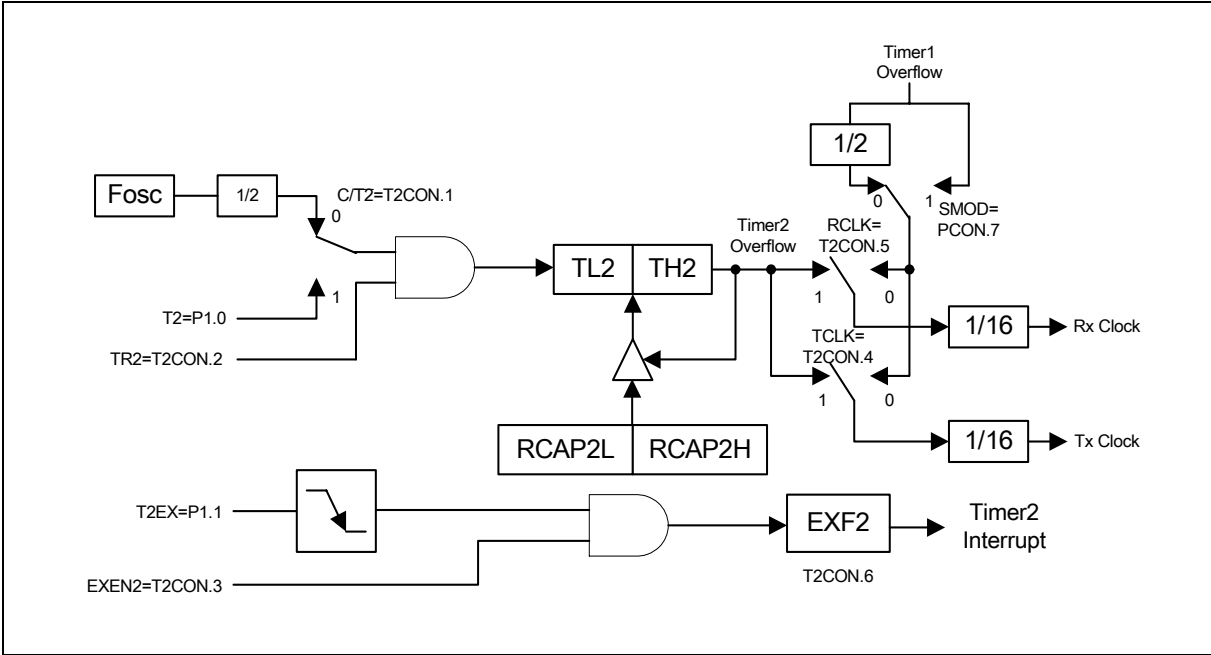 Timer1
Overflow
1/2
Fosc
1/2
C/T2=T2CON.1
0
0
1
SMOD=
PCON.7
Timer2
Overflow
RCLK=
T2CON.5
TL2
TH2
1
0
1
T2=P1.0
1/16
Rx Clock
TR2=T2CON.2
TCLK=
T2CON.4
1
0
RCAP2L
RCAP2H
1/16
Tx Clock
T2EX=P1.1
EXF2
Timer2
Interrupt
EXEN2=T2CON.3
T2CON.6